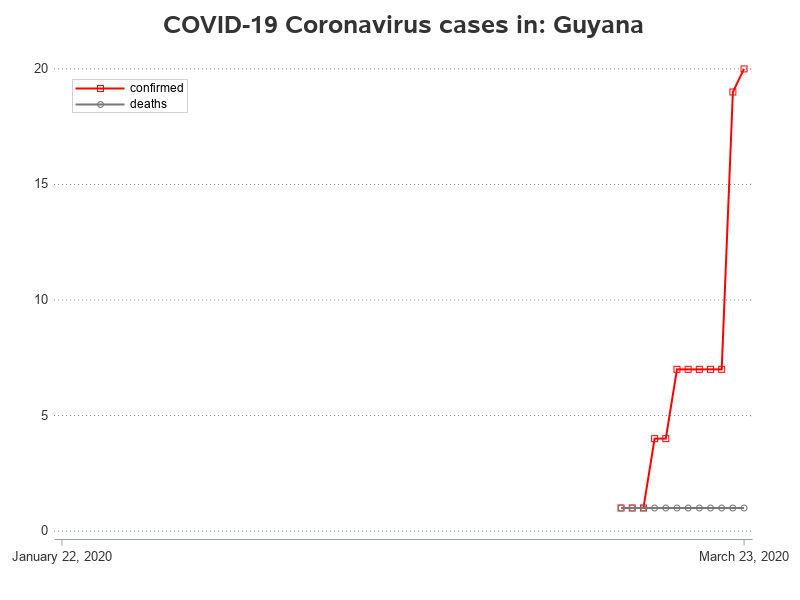 COVID-19 Coronavirus cases in: Guyana
20
confirmed
deaths
15
10
5
0
January 22, 2020
March 23, 2020